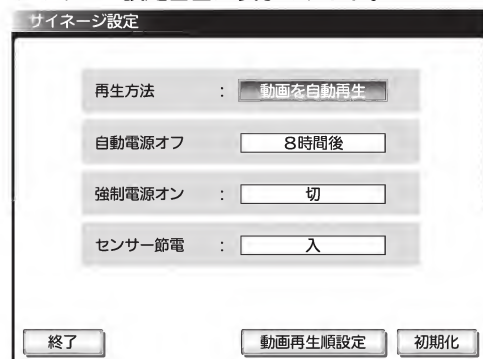 サイネージ設定
再生方法 : 動画を自動再生
自動電源オフ : 8時間後
強制電源オン : 切
センサー節電 : 入
終了 動画再生順設定 初期化